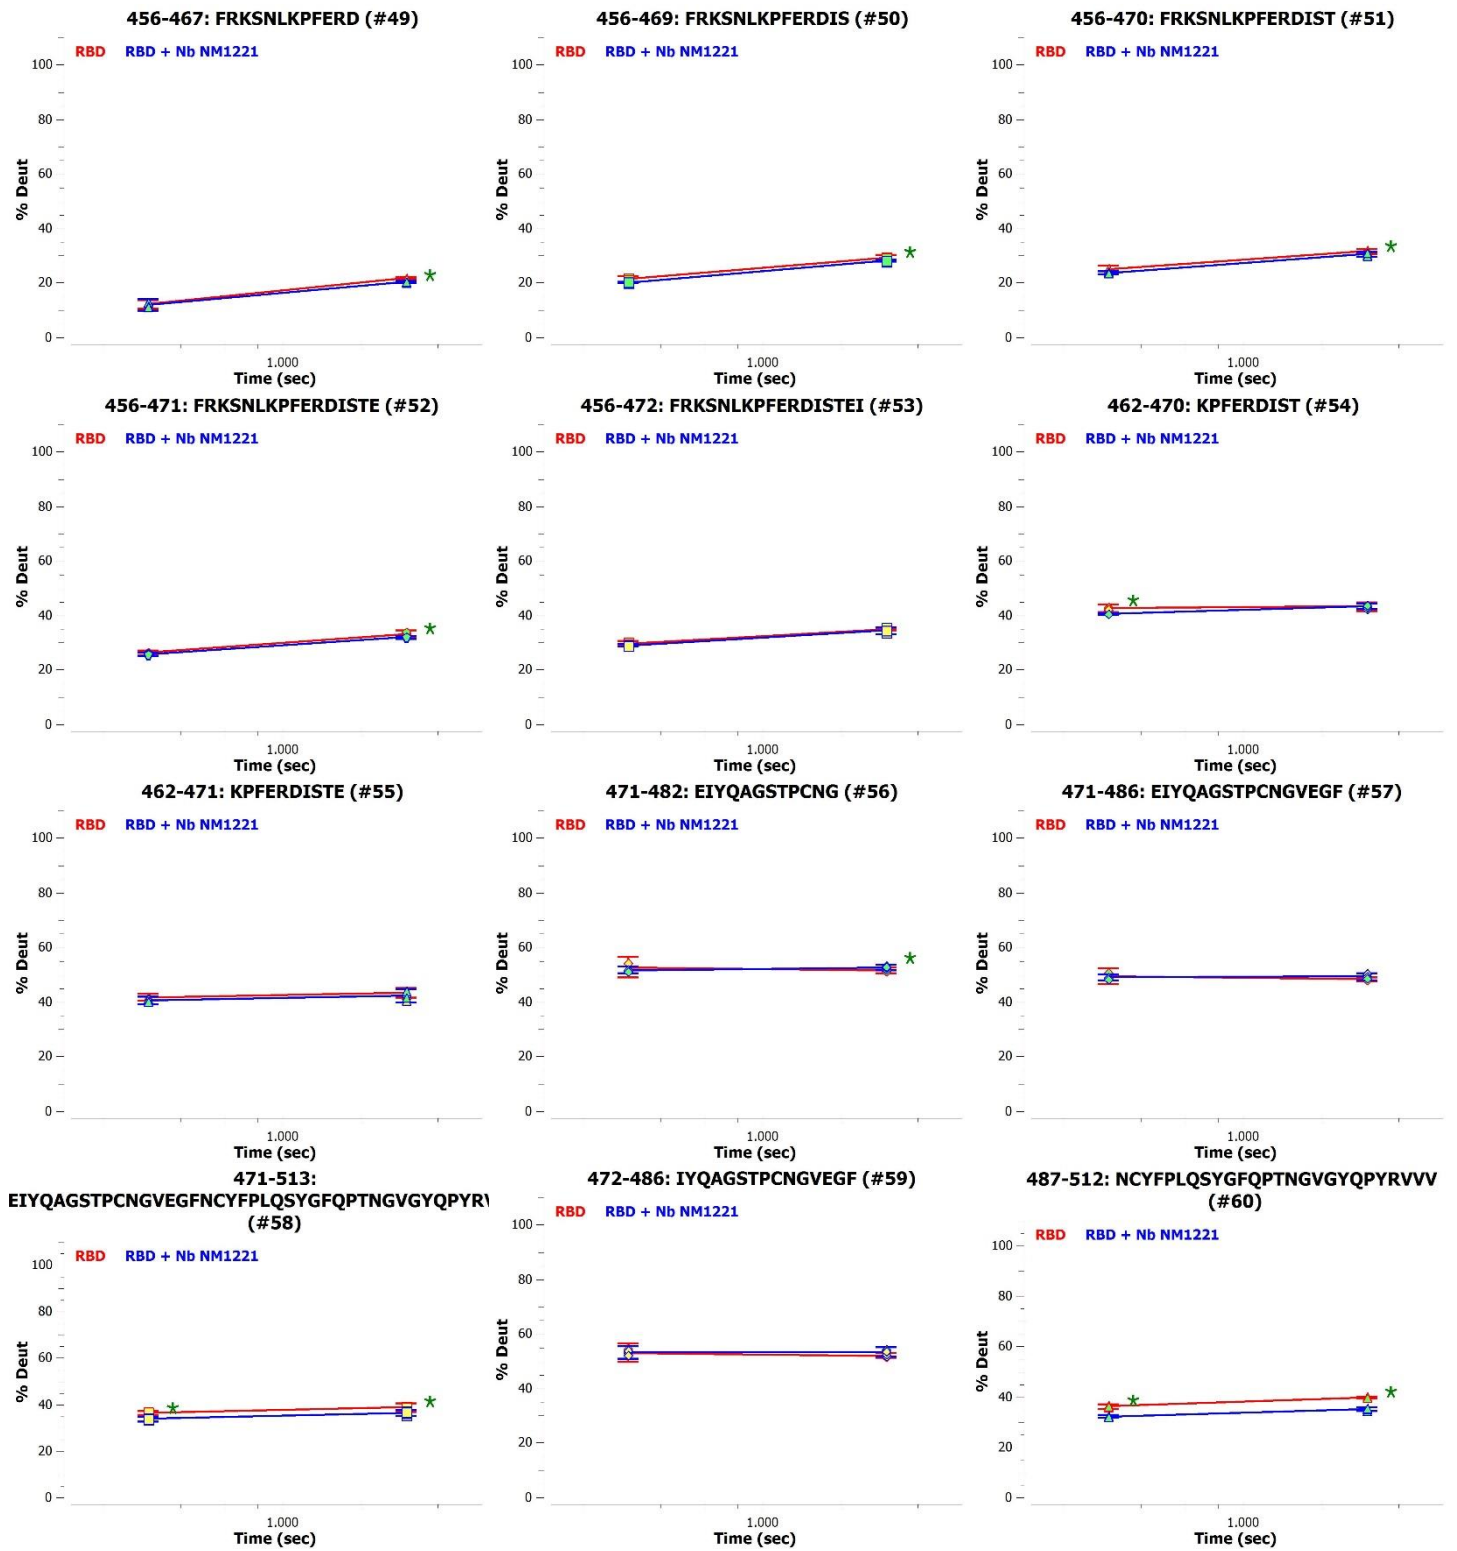 456-467: FRKSNLKPFERD (#49)
RBD RBD + Nb NM1221
100
80
60
40
20
0
% Deut
1.000
Time (sec)
456-469: FRKSNLKPFERDIS (#50)
RBD RBD + Nb NM1221
100
80
60
40
20
0
% Deut
1.000
Time (sec)
456-470: FRKSNLKPFERDIST (#51)
RBD RBD + Nb NM1221
100
80
60
40
20
0
% Deut
1.000
Time (sec)
456-471: FRKSNLKPFERDISTE (#52)
RBD RBD + Nb NM1221
100
80
60
40
20
0
% Deut
1.000
Time (sec)
456-472: FRKSNLKPFERDISTEI (#53)
RBD RBD + Nb NM1221
100
80
60
40
20
0
% Deut
1.000
Time (sec)
462-470: KPFERDIST (#54)
RBD RBD + Nb NM1221
100
80
60
40
20
0
% Deut
1.000
Time (sec)
462-471: KPFERDISTE (#55)
RBD RBD + Nb NM1221
100
80
60
40
20
0
% Deut
1.000
Time (sec)
471-482: EIYQAGSTPCNG (#56)
RBD RBD + Nb NM1221
100
80
60
40
20
0
% Deut
1.000
Time (sec)
471-486: EIYQAGSTPCNGVEGF (#57)
RBD RBD + Nb NM1221
100
80
60
40
20
0
% Deut
1.000
Time (sec)
471-513:
EIYQAGSTPCNGVEGFNCYFPLQSYGFQPTNGVGYQPYRV
(#58)
RBD RBD + Nb NM1221
100
80
60
40
20
0
% Deut
1.000
Time (sec)
472-486: IYQAGSTPCNGVEGF (#59)
RBD RBD + Nb NM1221
100
80
60
40
20
0
% Deut
1.000
Time (sec)
487-512: NCYFPLQSYGFQPTNGVGYQPYRVVV
(#60)
RBD RBD + Nb NM1221
100
80
60
40
20
0
% Deut
1.000
Time (sec)